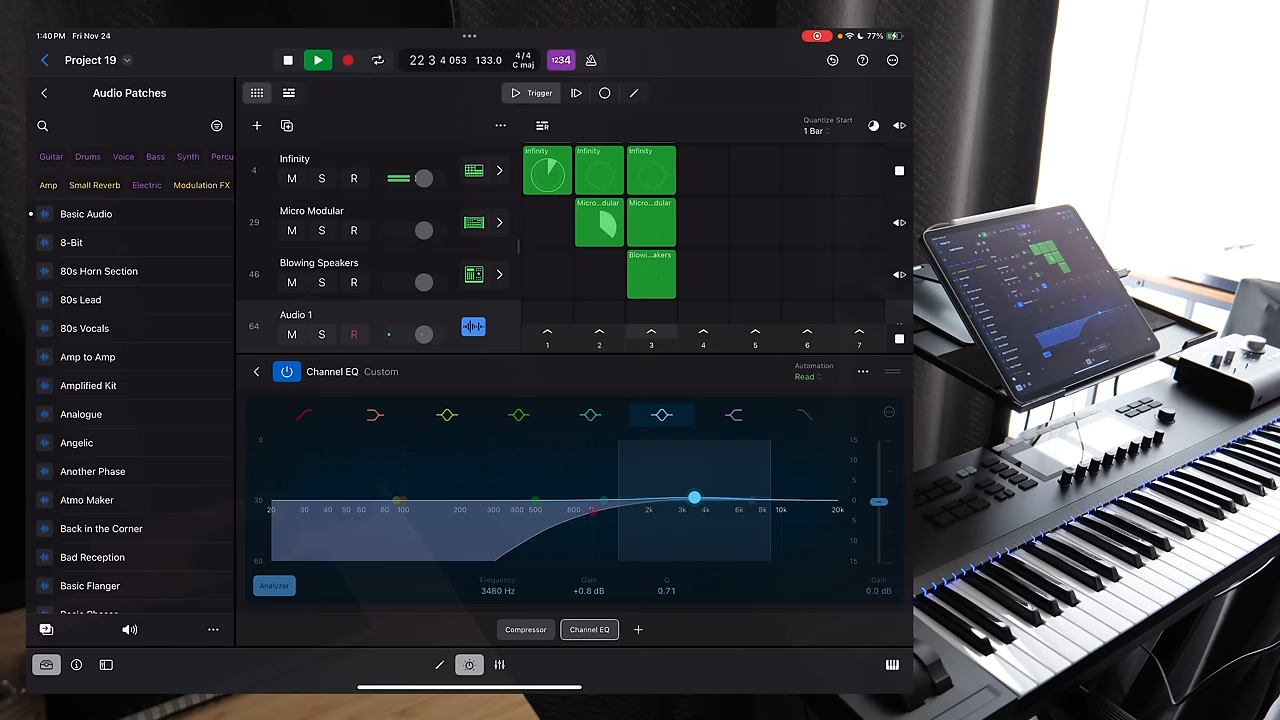 1:40 PM Fri Nov 24
77%
Project 19
22 3 4 053 133.0 4/4 C maj
1234
Audio Patches
Trigger
Quantize Start
1 Bar
Guitar Drums Voice Bass Synth Percu
Amp Small Reverb Electric Modulation FX
Basic Audio
8-Bit
80s Horn Section
80s Lead
80s Vocals
Amp to Amp
Amplified Kit
Analogue
Angelic
Another Phase
Atmo Maker
Back in the Corner
Bad Reception
Basic Flanger
4 Infinity
M S R
Infinity Infinity Infinity
29 Micro Modular
M S R
Micro...dular Micro...dular
46 Blowing Speakers
M S R
Blowi...akers
64 Audio 1
M S R
1 2 3 4 5 6 7
Channel EQ Custom
Automation
Read
0 15
10
5
30 0
20 30 40 50 60 80 100 200 300 400 500 800 1k 2k 3k 4k 6k 8k 10k 20k
5
10
60 15
Analyzer
Frequency Gain Q Gain
3480 Hz +0.8 dB 0.71 0.0 dB
Compressor Channel EQ